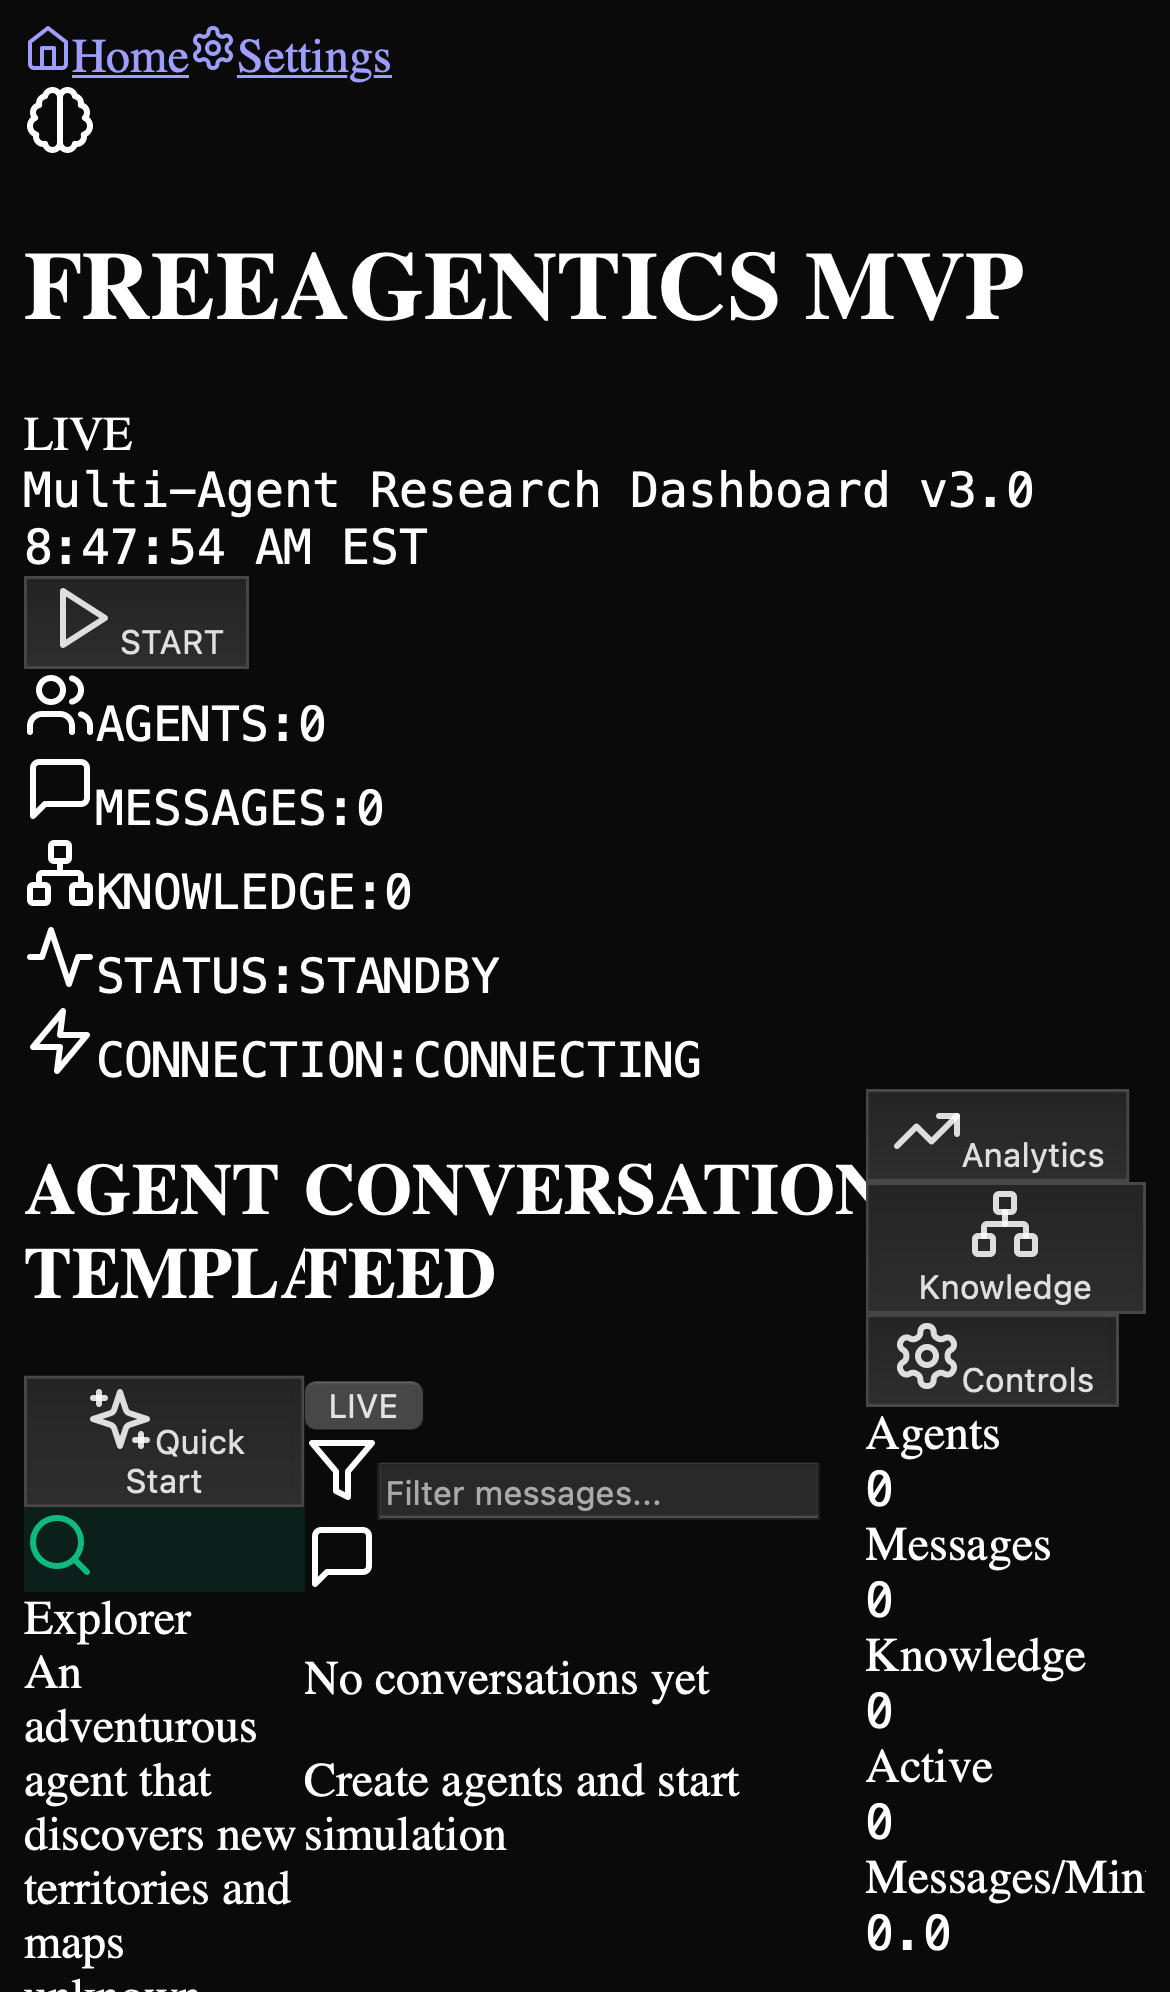 Home Settings
FREEAGENTICS MVP
LIVE
Multi-Agent Research Dashboard v3.0
8:47:54 AM EST
START
AGENTS:0
MESSAGES:0
KNOWLEDGE:0
STATUS:STANDBY
CONNECTION:CONNECTING
AGENT
TEMPLA
Quick
Start
Explorer
An
adventurous
agent that
discovers new
territories and
maps
unknown
CONVERSATION
FEED
LIVE
Filter messages...
No conversations yet
Create agents and start
simulation
Analytics
Knowledge
Controls
Agents
0
Messages
0
Knowledge
0
Active
0
Messages/Min
0.0